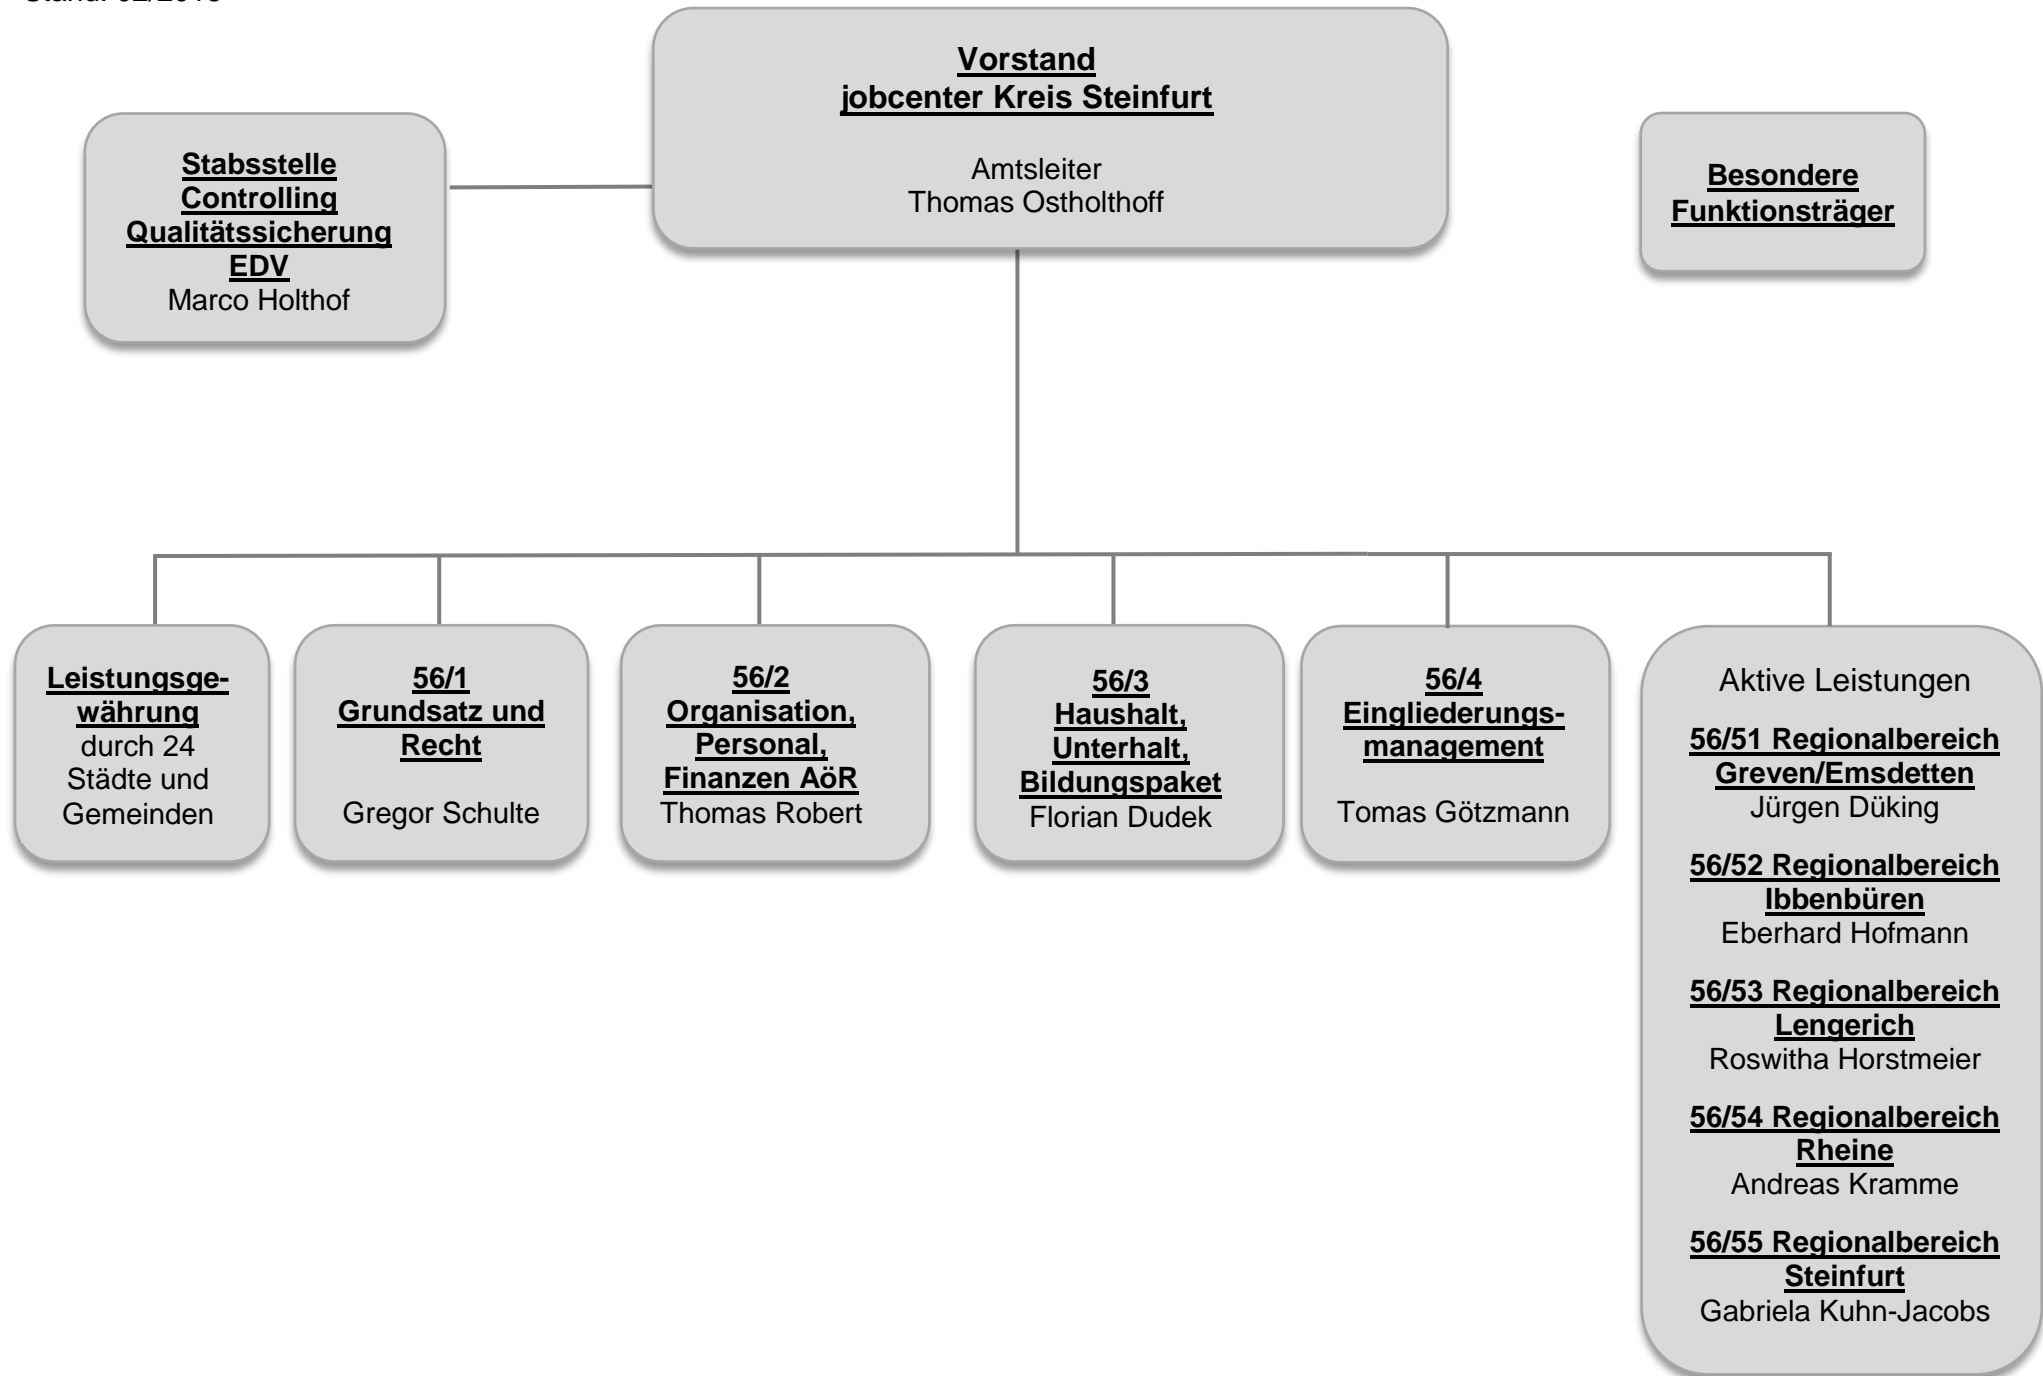 Vorstand
jobcenter Kreis Steinfurt
Amtsleiter
Thomas Ostholthoff
Stabsstelle
Controlling
Qualitätssicherung
EDV
Marco Holthof
Besondere
Funktionsträger
Leistungsge-
währung
durch 24
Städte und
Gemeinden
56/1
Grundsatz und
Recht
Gregor Schulte
56/2
Organisation,
Personal,
Finanzen AöR
Thomas Robert
56/3
Haushalt,
Unterhalt,
Bildungspaket
Florian Dudek
56/4
Eingliederungs-
management
Tomas Götzmann
Aktive Leistungen
56/51 Regionalbereich
Greven/Emsdetten
Jürgen Düking
56/52 Regionalbereich
Ibbenbüren
Eberhard Hofmann
56/53 Regionalbereich
Lengerich
Roswitha Horstmeier
56/54 Regionalbereich
Rheine
Andreas Kramme
56/55 Regionalbereich
Steinfurt
Gabriela Kuhn-Jacobs